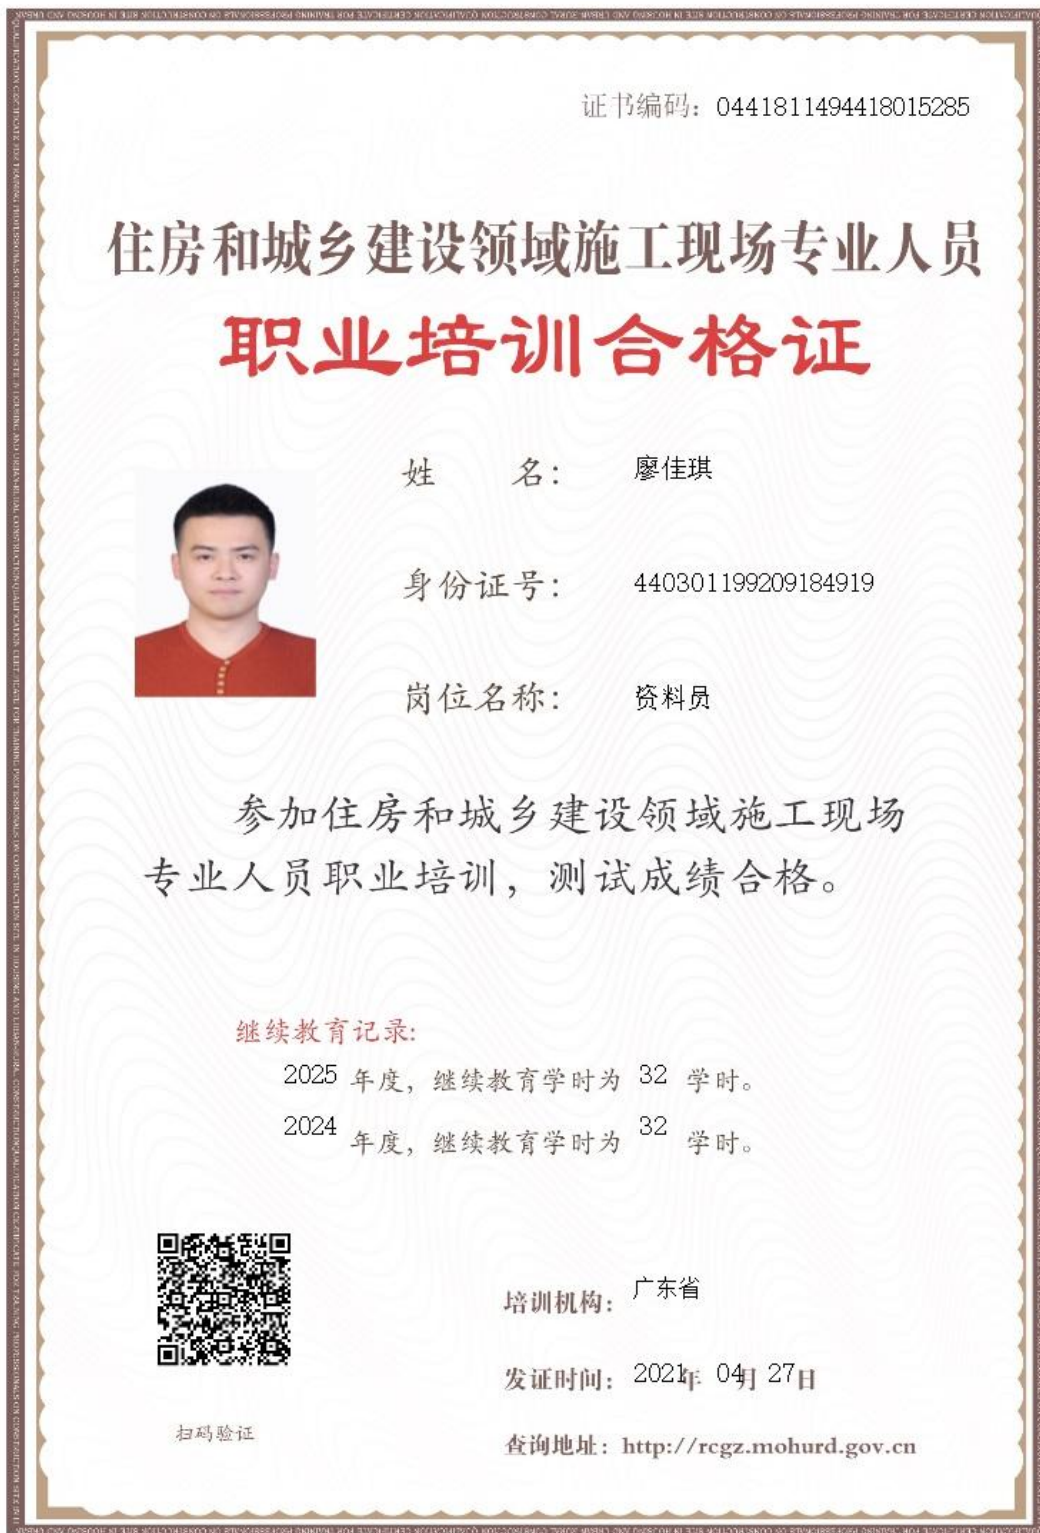 证书编码：0441811494418015285
住房和城乡建设领域施工现场专业人员
职业培训合格证
姓 名： 廖佳琪
身份证号： 440301199209184919
岗位名称： 资料员
参加住房和城乡建设领域施工现场
专业人员职业培训，测试成绩合格。
继续教育记录:
2025 年度，继续教育学时为 32 学时。
2024 年度，继续教育学时为 32 学时。
培训机构： 广东省
发证时间： 2021年 04月 27日
扫码验证
查询地址：http://rcgz.mohurd.gov.cn